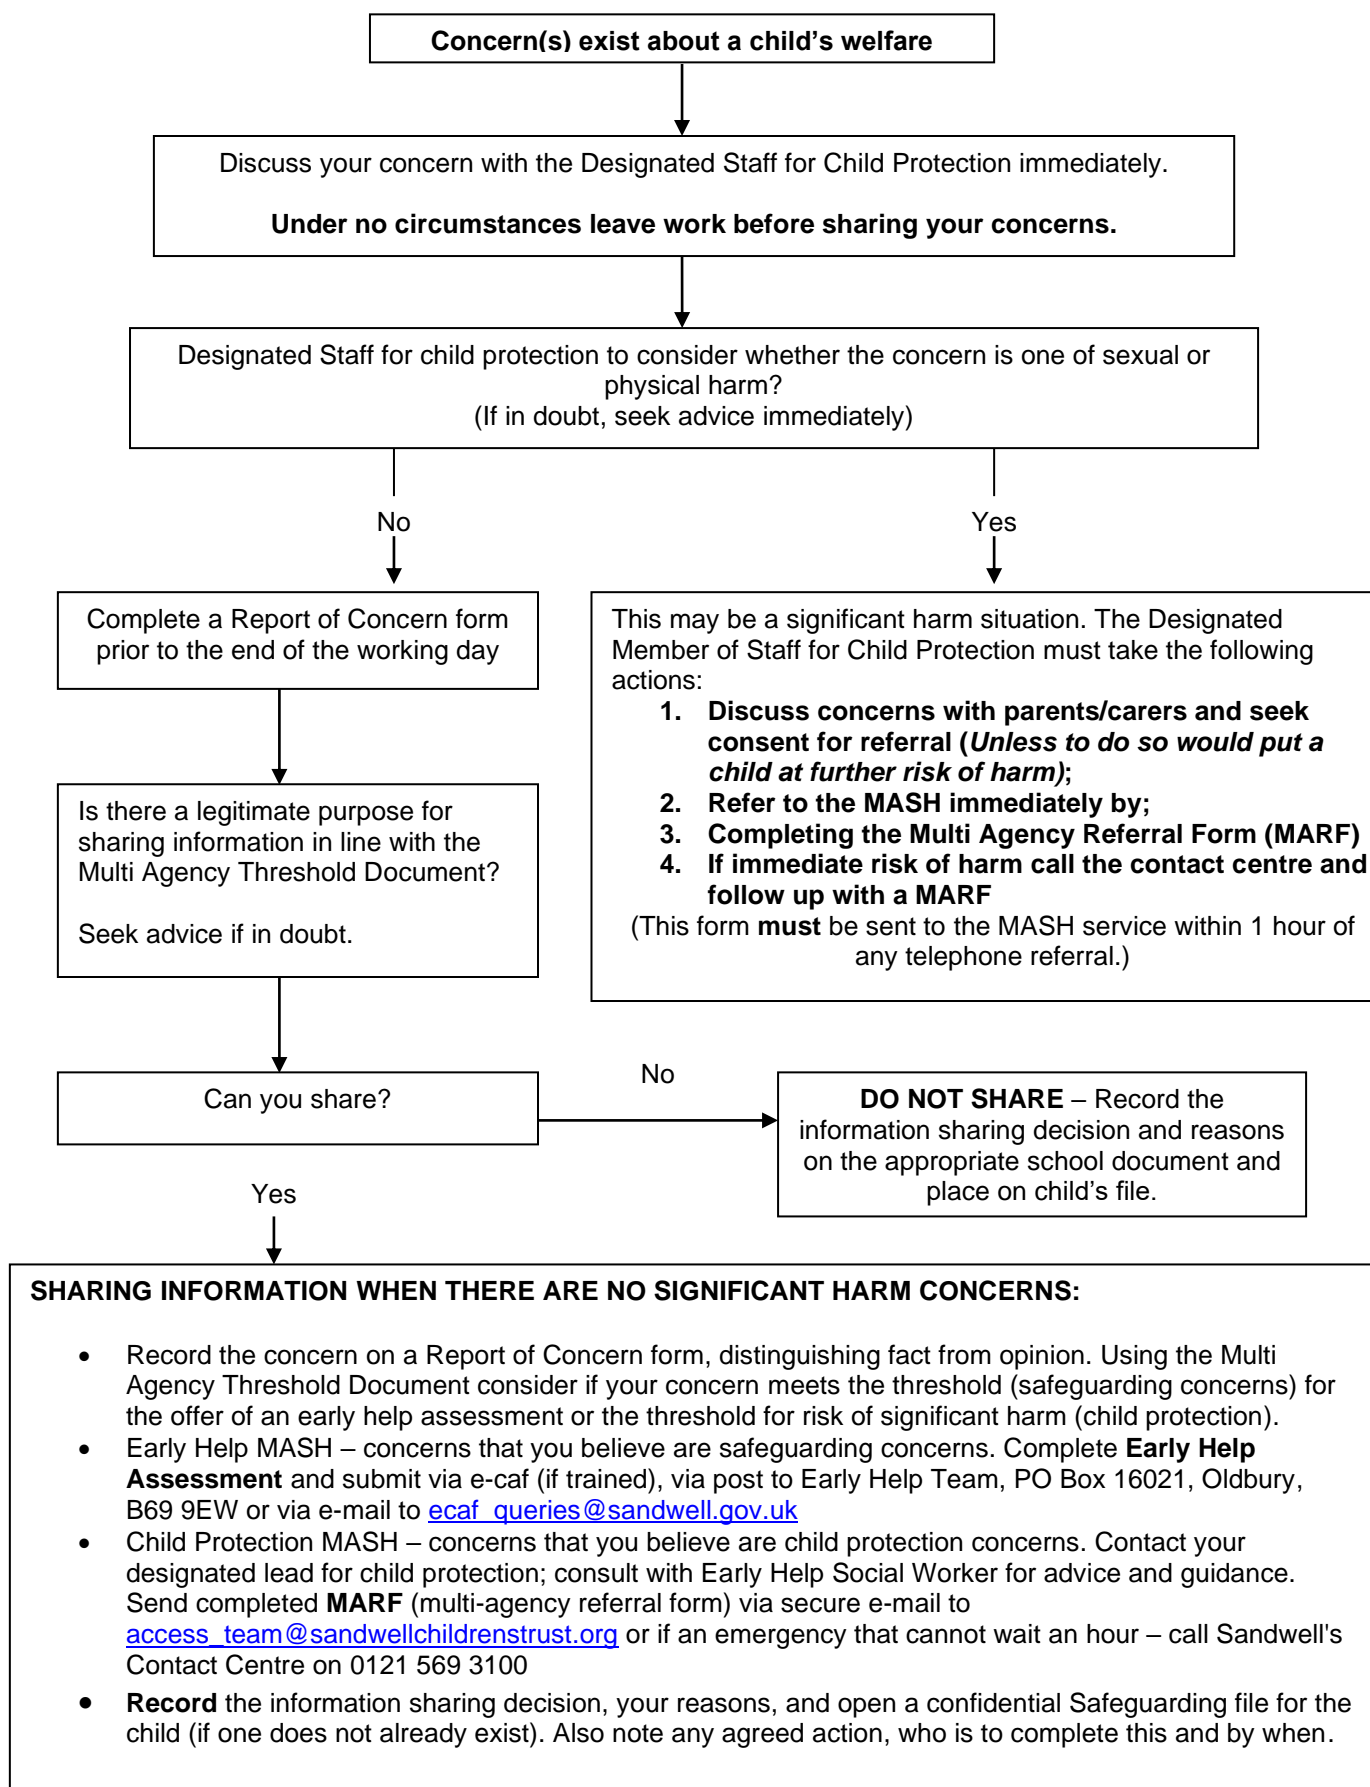 Concern(s) exist about a child's welfare
Discuss your concern with the Designated Staff for Child Protection immediately.
Under no circumstances leave work before sharing your concerns.
Designated Staff for child protection to consider whether the concern is one of sexual or
physical harm?
(If in doubt, seek advice immediately)
No
Yes
Complete a Report of Concern form
prior to the end of the working day
This may be a significant harm situation. The Designated
Member of Staff for Child Protection must take the following
actions:
1. Discuss concerns with parents/carers and seek
consent for referral (Unless to do so would put a
child at further risk of harm);
2. Refer to the MASH immediately by;
3. Completing the Multi Agency Referral Form (MARF)
4. If immediate risk of harm call the contact centre and
follow up with a MARF
(This form must be sent to the MASH service within 1 hour of
any telephone referral.)
Is there a legitimate purpose for
sharing information in line with the
Multi Agency Threshold Document?
Seek advice if in doubt.
Can you share?
No
DO NOT SHARE – Record the
information sharing decision and reasons
on the appropriate school document and
place on child's file.
Yes
SHARING INFORMATION WHEN THERE ARE NO SIGNIFICANT HARM CONCERNS:
• Record the concern on a Report of Concern form, distinguishing fact from opinion. Using the Multi
Agency Threshold Document consider if your concern meets the threshold (safeguarding concerns) for
the offer of an early help assessment or the threshold for risk of significant harm (child protection).
• Early Help MASH – concerns that you believe are safeguarding concerns. Complete Early Help
Assessment and submit via e-caf (if trained), via post to Early Help Team, PO Box 16021, Oldbury,
B69 9EW or via e-mail to ecaf_queries@sandwell.gov.uk
• Child Protection MASH – concerns that you believe are child protection concerns. Contact your
designated lead for child protection; consult with Early Help Social Worker for advice and guidance.
Send completed MARF (multi-agency referral form) via secure e-mail to
access_team@sandwellchildrenstrust.org or if an emergency that cannot wait an hour – call Sandwell's
Contact Centre on 0121 569 3100
• Record the information sharing decision, your reasons, and open a confidential Safeguarding file for the
child (if one does not already exist). Also note any agreed action, who is to complete this and by when.